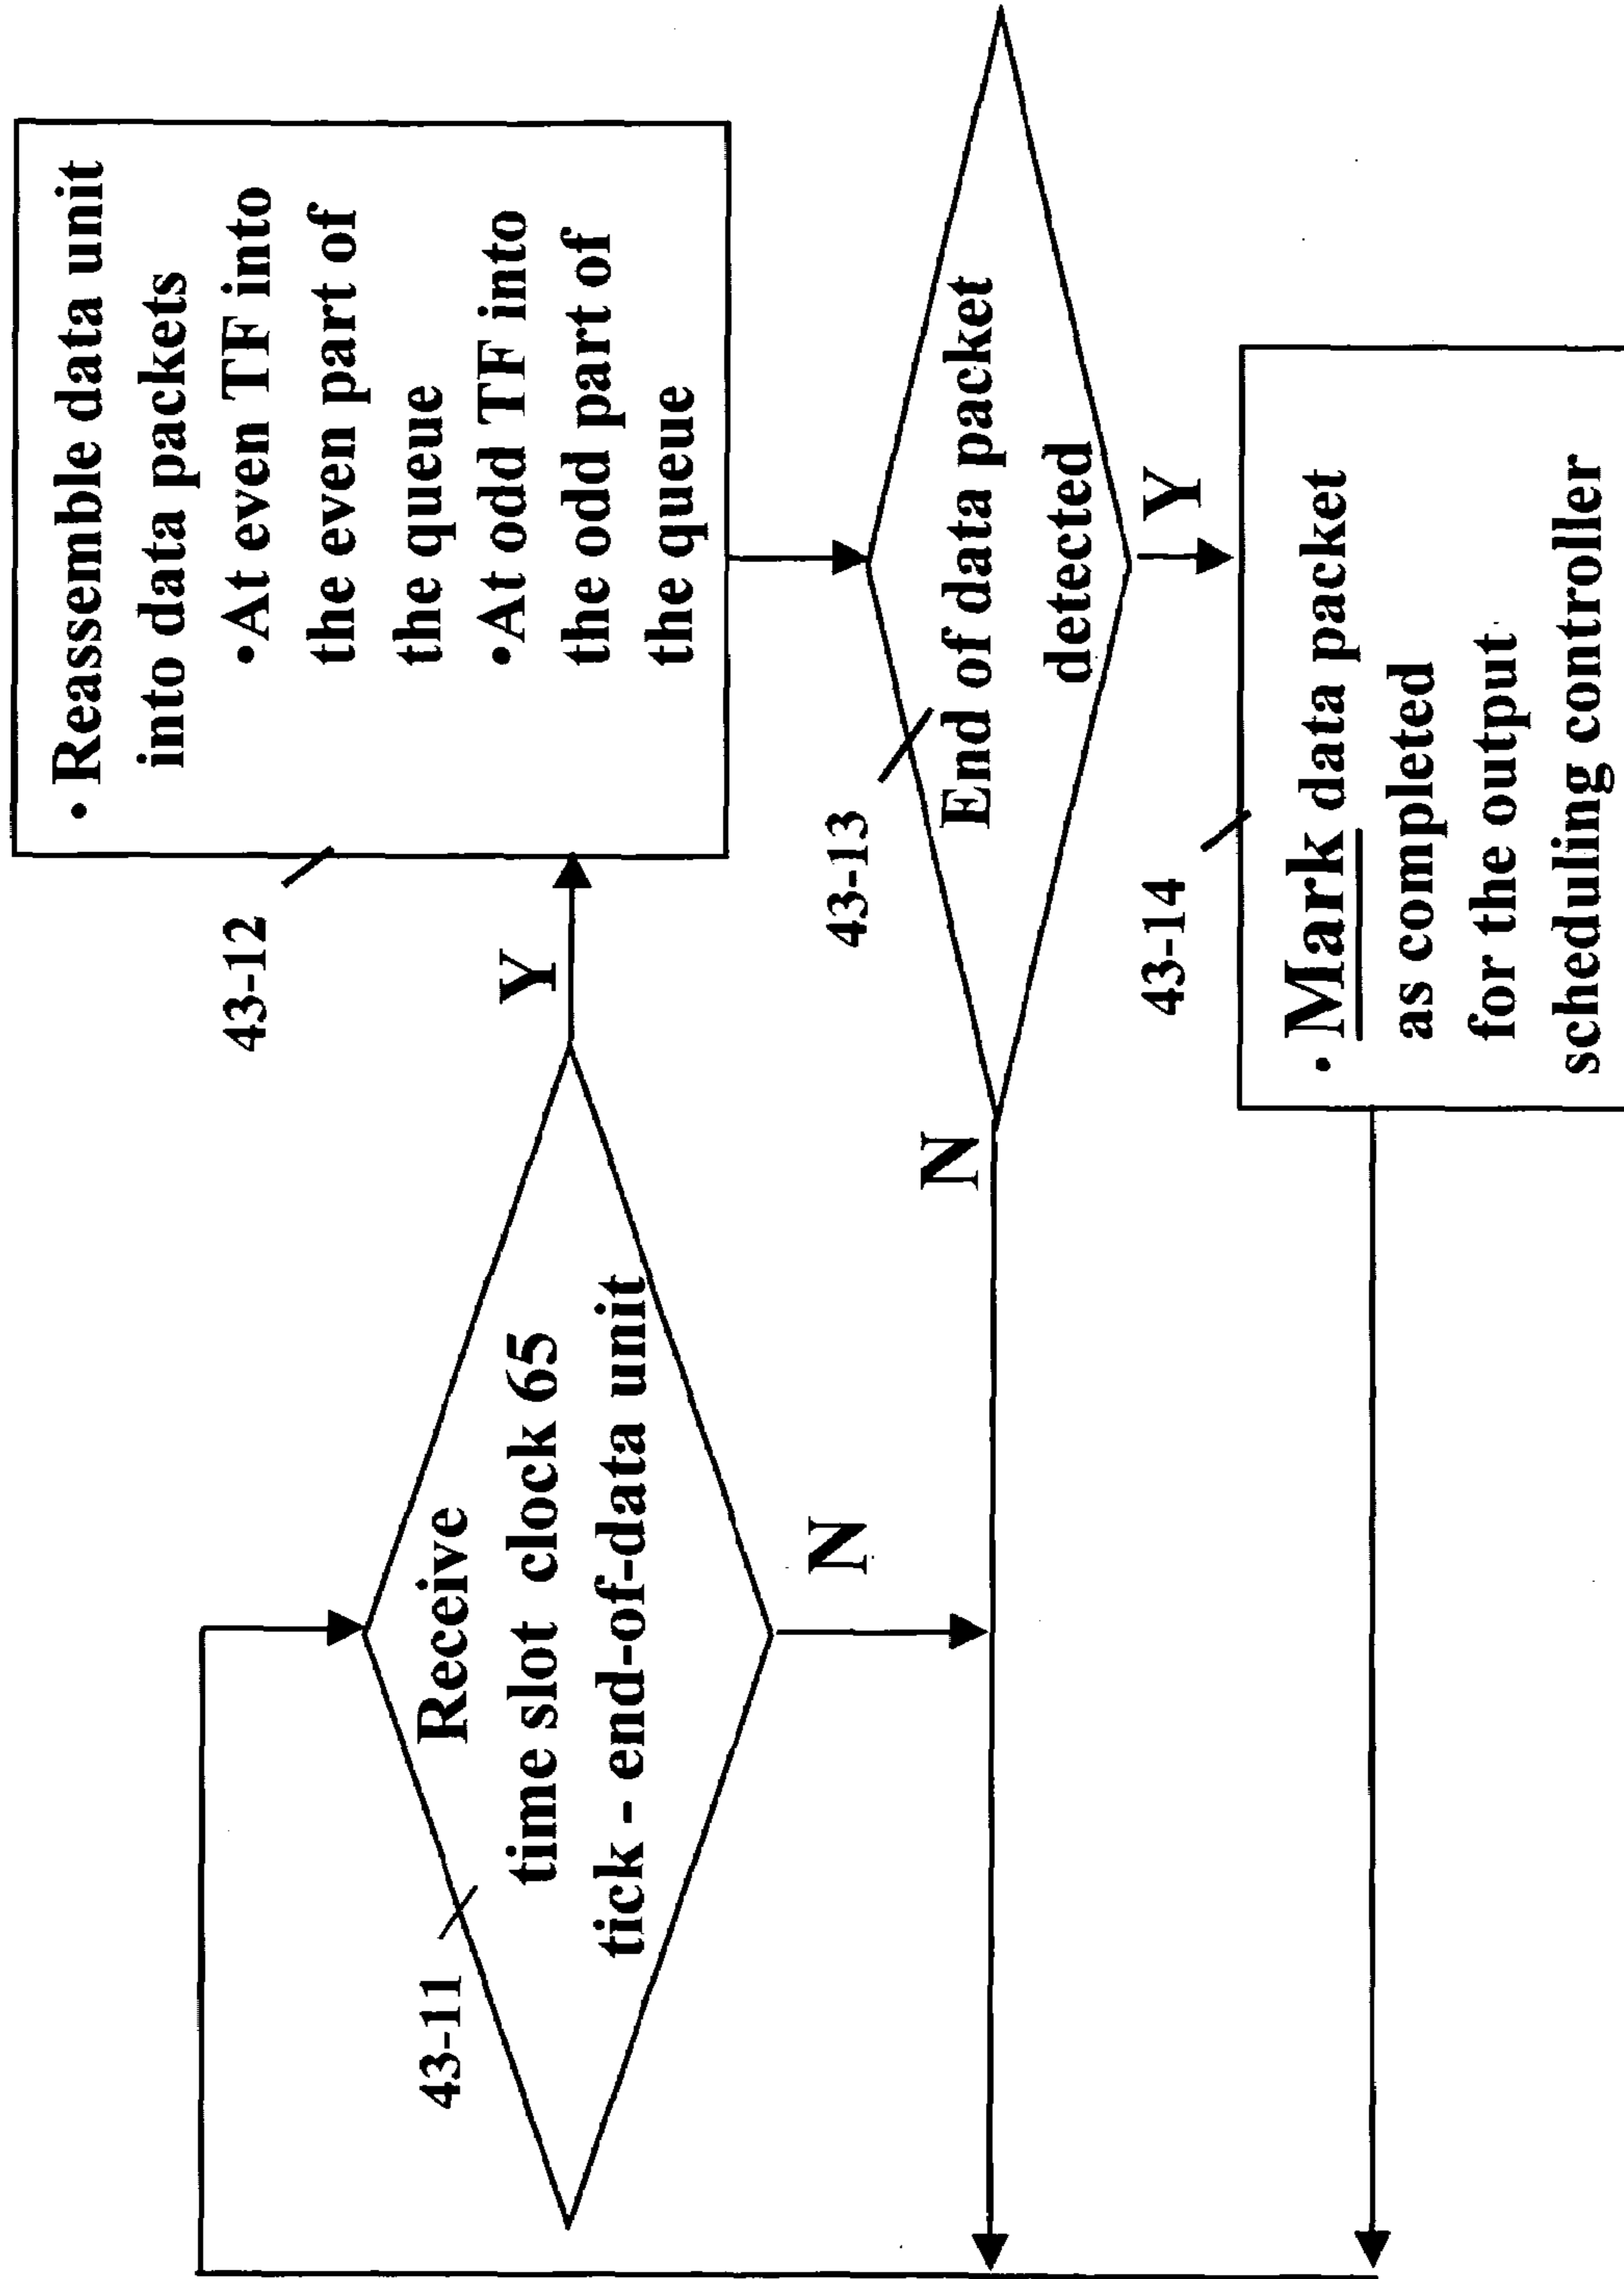 43-11
Receive
time slot clock 65
tick - end-of-data unit
Y
N
43-12
• Reassemble data unit
into data packets
•At even TF into
the even part of
the queue
•At odd TF into
the odd part of
the queue
43-13
End of data packet
detected
N
Y
43-14
• Mark data packet
as completed
for the output
scheduling controller